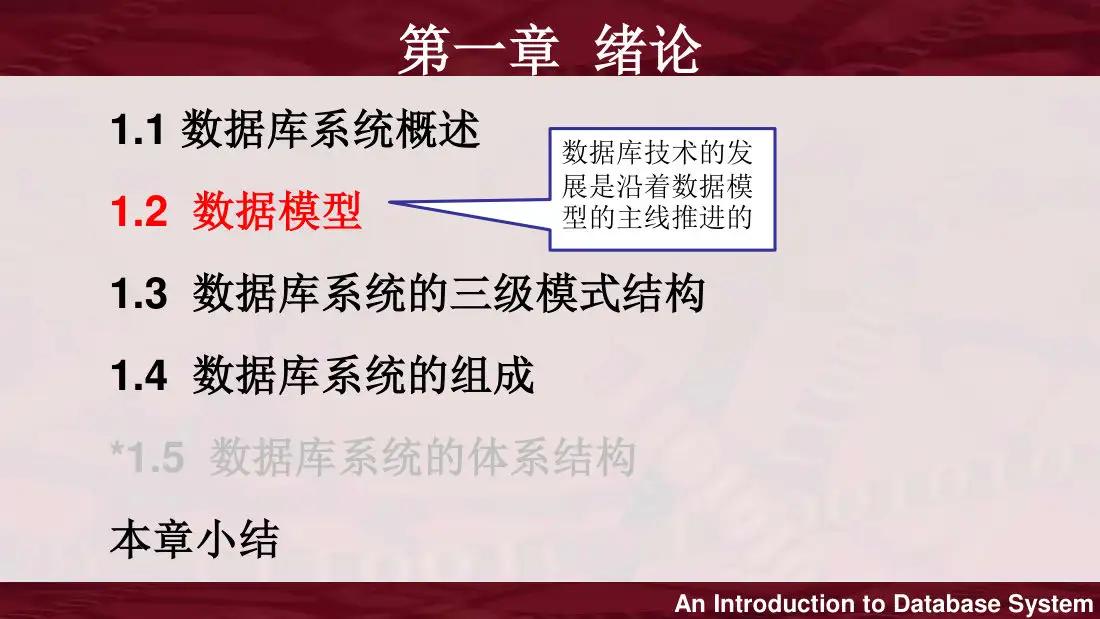 第一章 绪论
1.1 数据库系统概述
1.2 数据模型
数据库技术的发
展是沿着数据模
型的主线推进的
1.3 数据库系统的三级模式结构
1.4 数据库系统的组成
*1.5 数据库系统的体系结构
本章小结
An Introduction to Database System